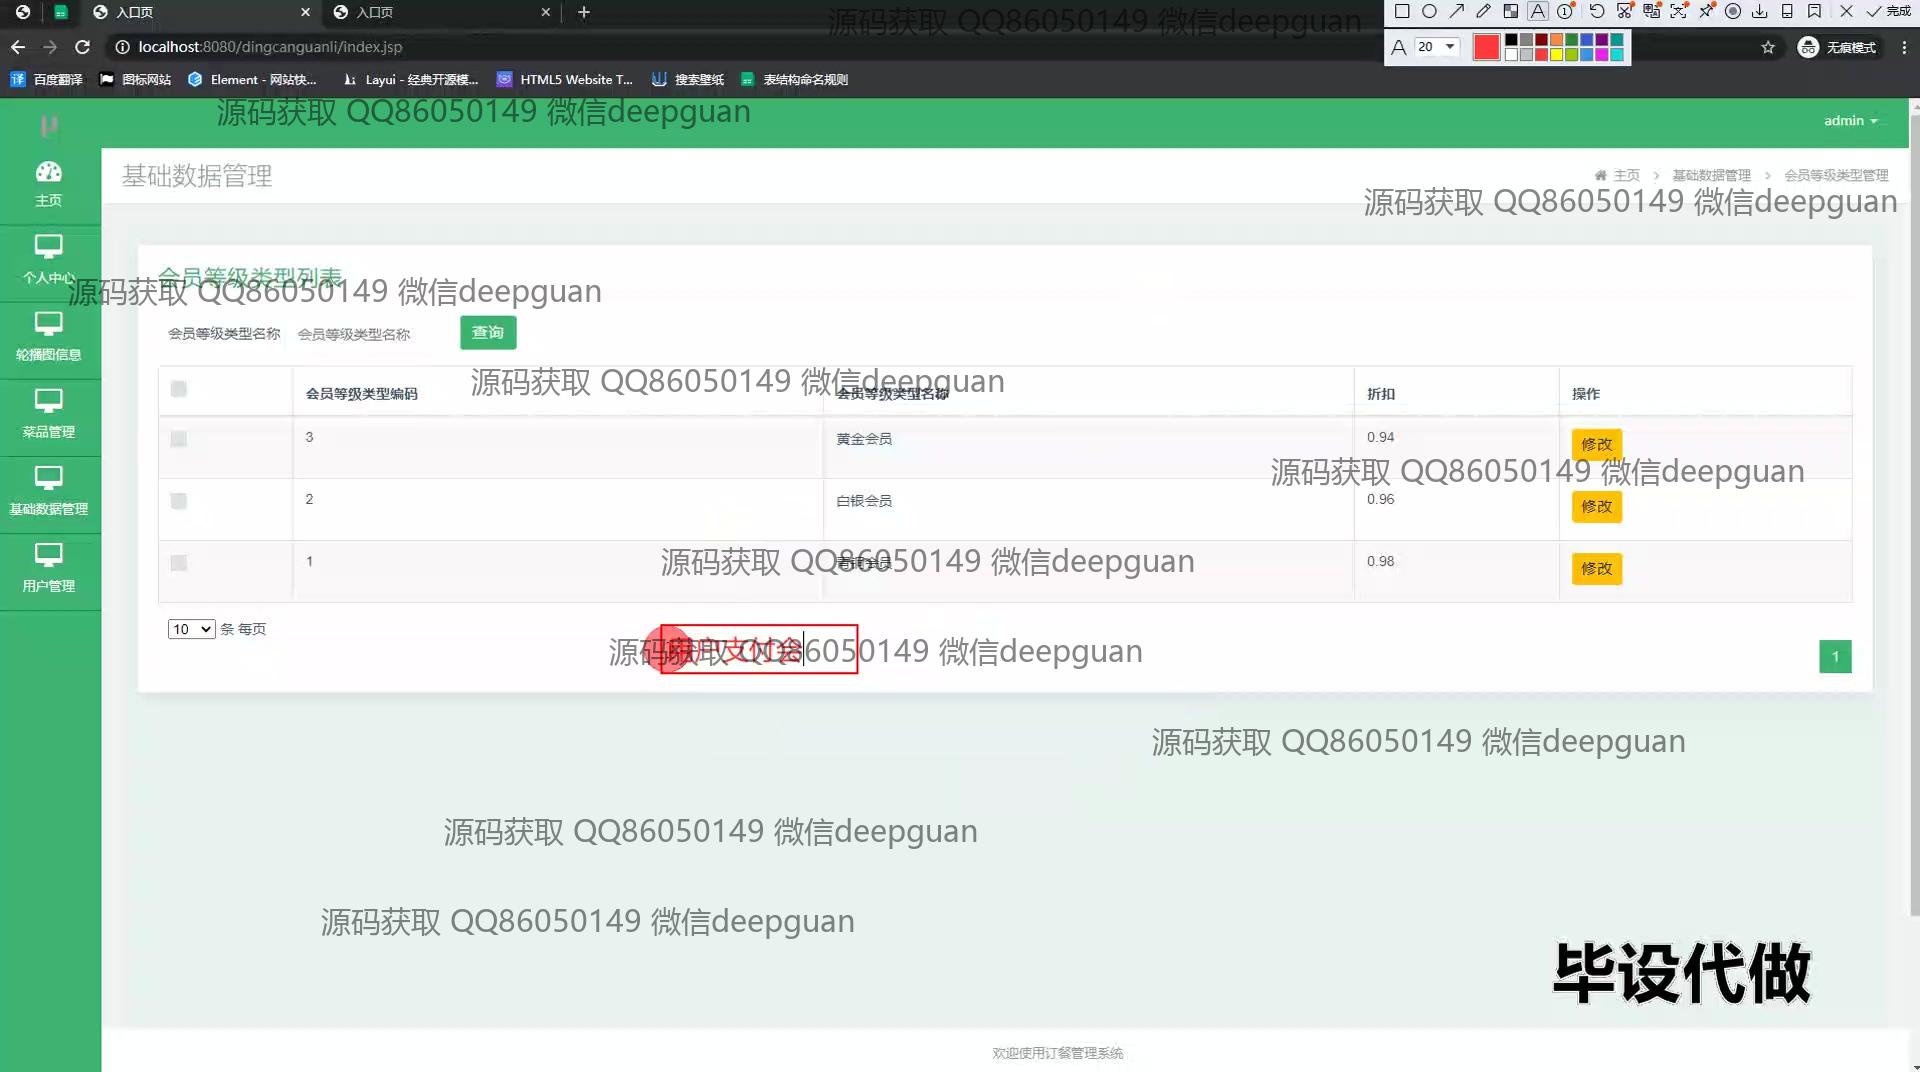 入口页
入口页
完成
localhost:8080/dingcanguanli/index.jsp
A 20
无痕模式
百度翻译
图标网站
Element - 网站快...
Layui - 经典开源模...
HTML5 Website T...
搜索壁纸
表结构命名规则
源码获取 QQ86050149 微信deepguan
源码获取 QQ86050149 微信deepguan
admin
主页
个人中心
轮播图信息
菜品管理
基础数据管理
用户管理
基础数据管理
主页 > 基础数据管理 > 会员等级类型管理
源码获取 QQ86050149 微信deepguan
会员等级类型列表
源码获取 QQ86050149 微信deepguan
会员等级类型名称 会员等级类型名称 查询
源码获取 QQ86050149 微信deepguan
会员等级类型编码 会员等级类型名称 折扣 操作
3 黄金会员 0.94 修改
源码获取 QQ86050149 微信deepguan
2 白银会员 0.96 修改
源码获取 QQ86050149 微信deepguan
1 青铜会员 0.98 修改
10 条 每页
用户支付会
源码获取 QQ86050149 微信deepguan
1
源码获取 QQ86050149 微信deepguan
源码获取 QQ86050149 微信deepguan
源码获取 QQ86050149 微信deepguan
毕设代做
欢迎使用订餐管理系统